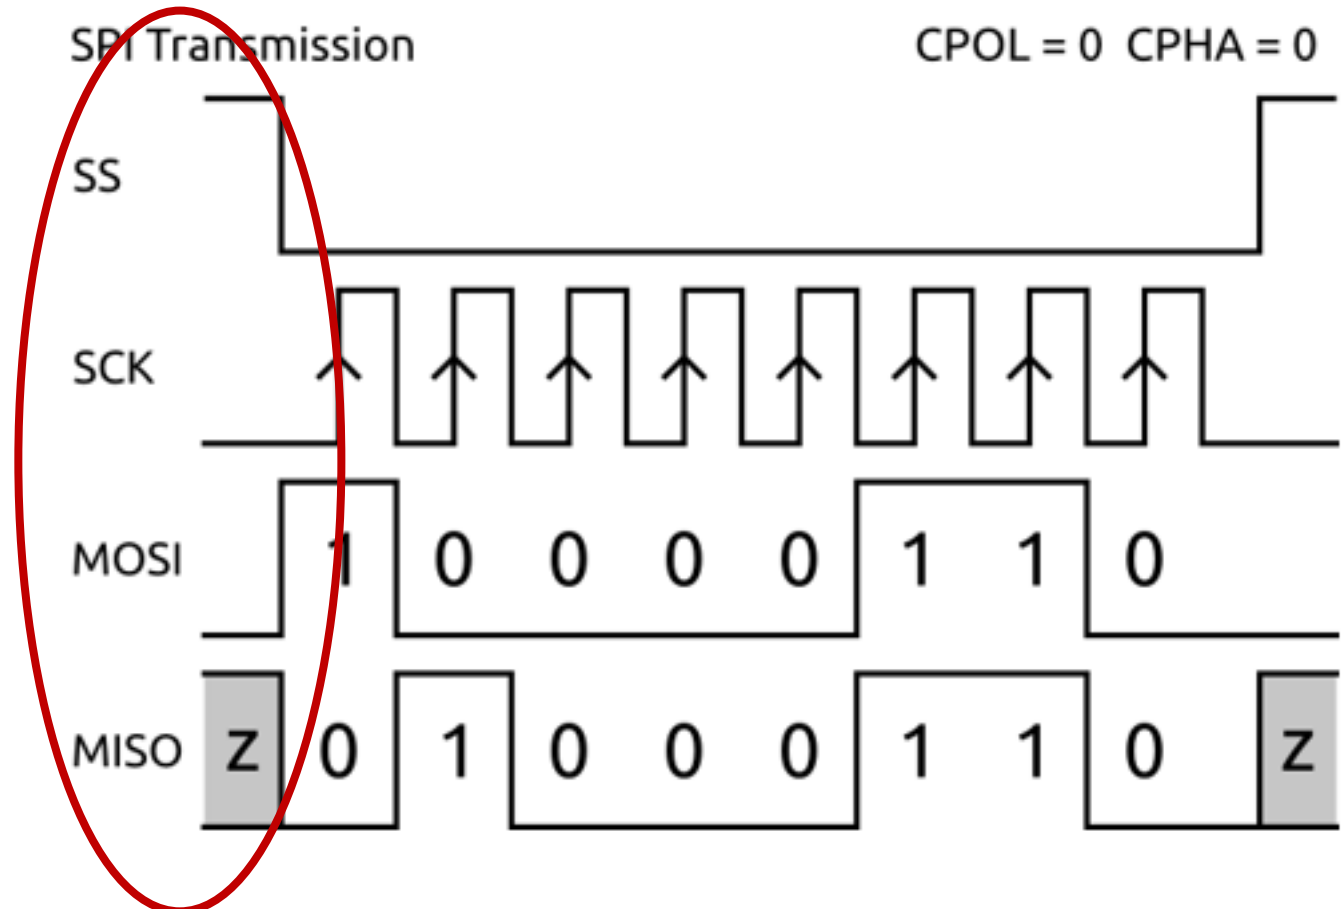 SPI Transmission CPOL = 0 CPHA = 0
SS
SCK
MOSI 1 0 0 0 0 1 1 0
MISO Z 0 1 0 0 0 1 1 0 Z